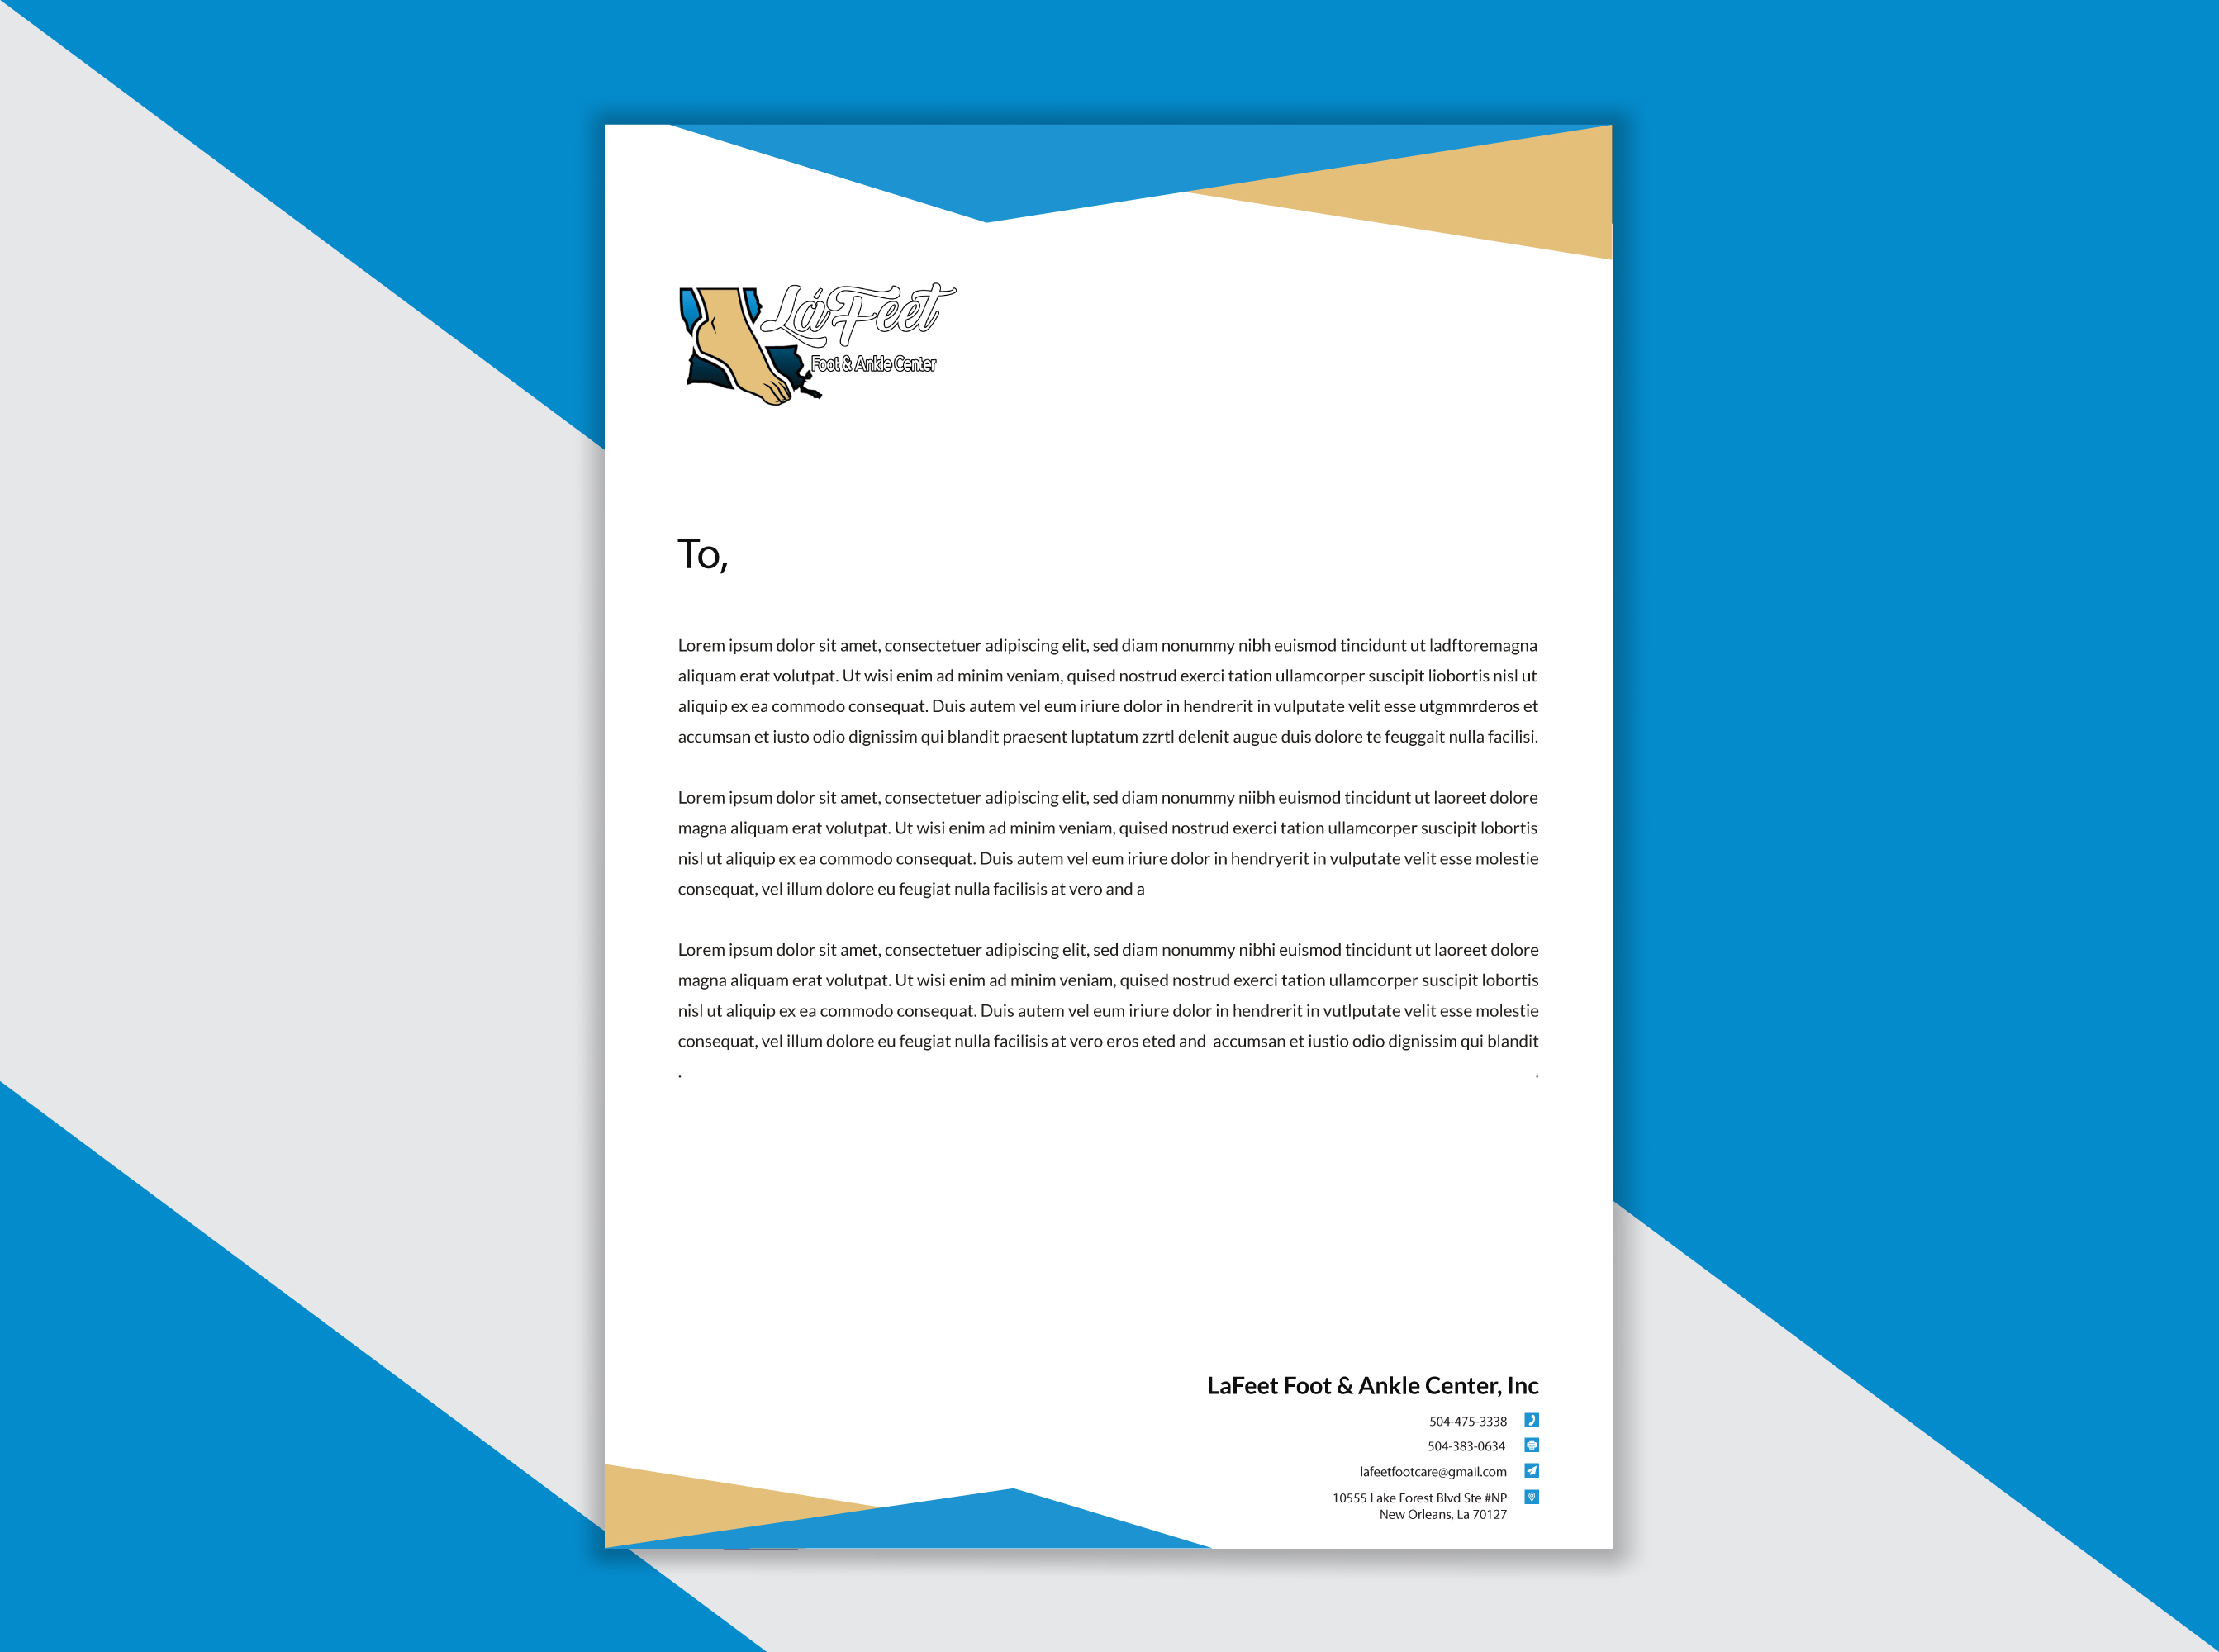 LaFeet
Foot & Ankle Center
To,
Lorem ipsum dolor sit amet, consectetuer adipiscing elit, sed diam nonummy nibh euismod tincidunt ut ladftoremagna
aliquam erat volutpat. Ut wisi enim ad minim veniam, quised nostrud exerci tation ullamcorper suscipit liobortis nisl ut
aliquip ex ea commodo consequat. Duis autem vel eum iriure dolor in hendrerit in vulputate velit esse utgmmrderos et
accumsan et iusto odio dignissim qui blandit praesent luptatum zzrtl delenit augue duis dolore te feuggait nulla facilisi.
Lorem ipsum dolor sit amet, consectetuer adipiscing elit, sed diam nonummy niibh euismod tincidunt ut laoreet dolore
magna aliquam erat volutpat. Ut wisi enim ad minim veniam, quised nostrud exerci tation ullamcorper suscipit lobortis
nisl ut aliquip ex ea commodo consequat. Duis autem vel eum iriure dolor in hendryerit in vulputate velit esse molestie
consequat, vel illum dolore eu feugiat nulla facilisis at vero and a
Lorem ipsum dolor sit amet, consectetuer adipiscing elit, sed diam nonummy nibhi euismod tincidunt ut laoreet dolore
magna aliquam erat volutpat. Ut wisi enim ad minim veniam, quised nostrud exerci tation ullamcorper suscipit lobortis
nisl ut aliquip ex ea commodo consequat. Duis autem vel eum iriure dolor in hendrerit in vutlputate velit esse molestie
consequat, vel illum dolore eu feugiat nulla facilisis at vero eros eted and accumsan et iustio odio dignissim qui blandit
. .
LaFeet Foot & Ankle Center, Inc
504-475-3338
504-383-0634
lafeetfootcare@gmail.com
10555 Lake Forest Blvd Ste #NP
New Orleans, La 70127